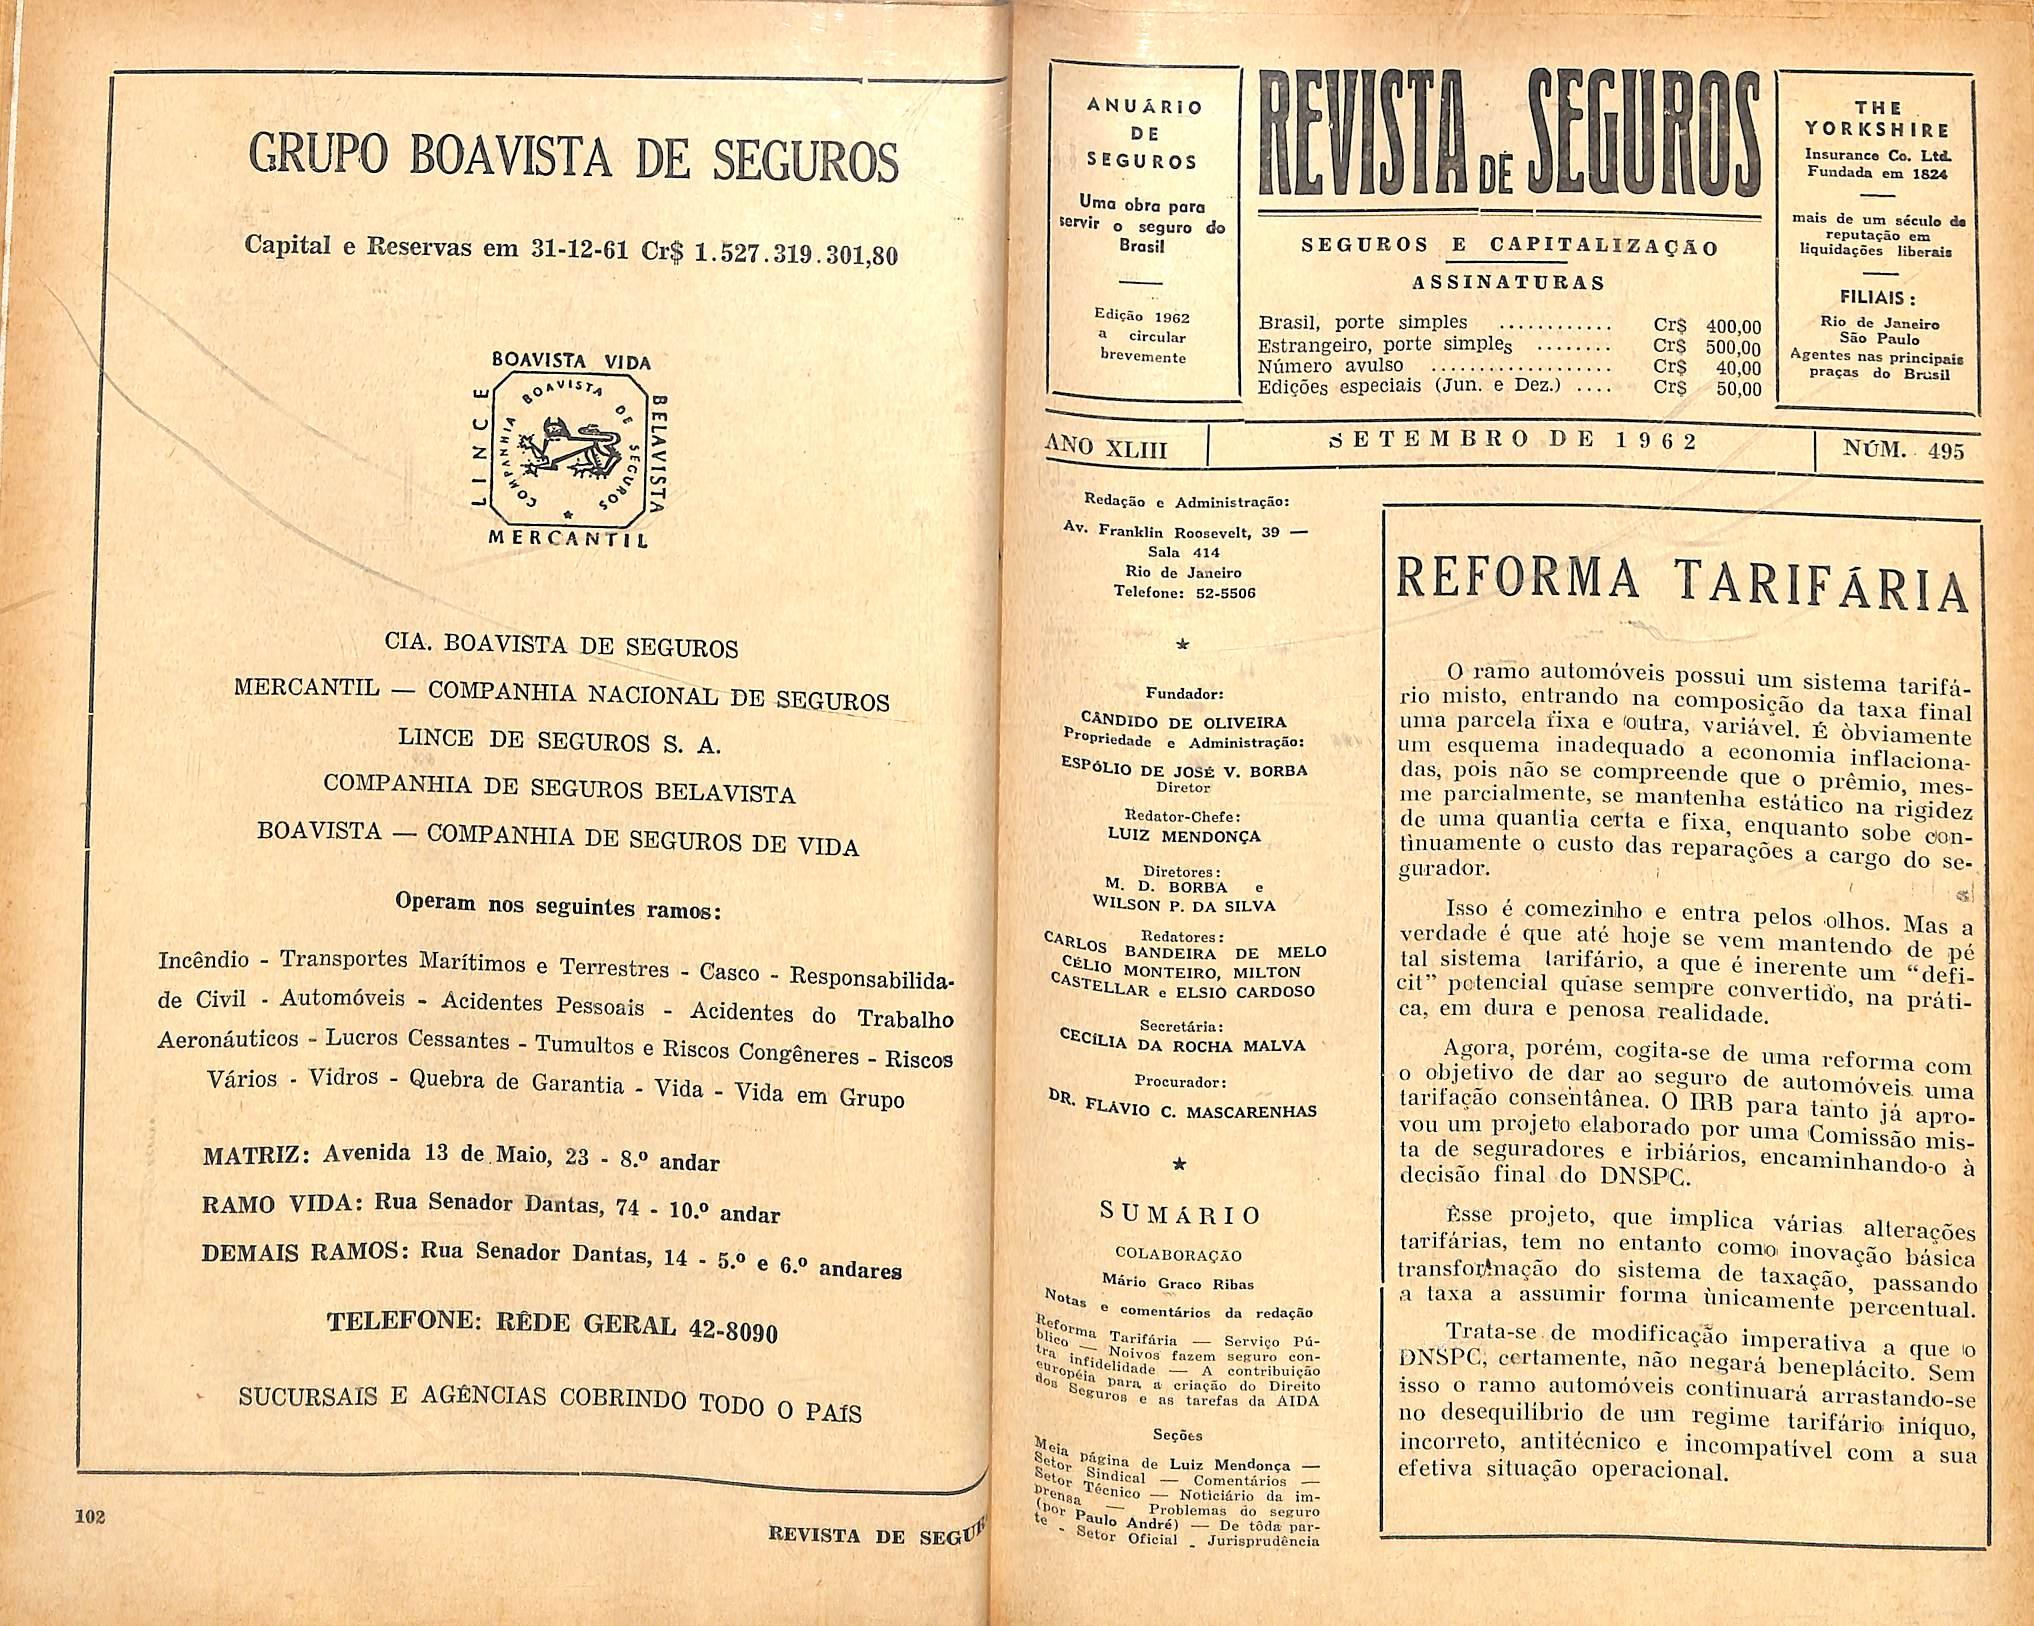 GRUPO BOAVISTA DE SEGUROS
Capital e Reservas em 31-12-61 Cr$ 1.527.319.301,80
BOAVISTA VIDA
LINCE
BELAVISTA
COMPANHIA BOAVISTA DE SEGUROS
MERCANTIL
CIA. BOAVISTA DE SEGUROS
MERCANTIL — COMPANHIA NACIONAL DE SEGUROS
LINCE DE SEGUROS S. A.
COMPANHIA DE SEGUROS BELAVISTA
BOAVISTA — COMPANHIA DE SEGUROS DE VIDA
Operam nos seguintes ramos:
Incêndio - Transportes Marítimos e Terrestres - Casco - Responsabilida-
de Civil - Automóveis - Acidentes Pessoais - Acidentes do Trabalho
Aeronáuticos - Lucros Cessantes - Tumultos e Riscos Congêneres - Riscos
Vários - Vidros - Quebra de Garantia - Vida - Vida em Grupo
MATRIZ: Avenida 13 de Maio, 23 - 8.º andar
RAMO VIDA: Rua Senador Dantas, 74 - 10.º andar
DEMAIS RAMOS: Rua Senador Dantas, 14 - 5.º e 6.º andares
TELEFONE: RÊDE GERAL 42-8090
SUCURSAIS E AGÊNCIAS COBRINDO TODO O PAÍS
102
REVISTA DE SEGUR
ANUÁRIO
DE
SEGUROS
Uma obra para
servir o seguro do
Brasil
Edição 1962
a circular
brevemente
REVISTA DE SEGUROS
SEGUROS E CAPITALIZAÇÃO
ASSINATURAS
Brasil, porte simples ............ Cr$ 400,00
Estrangeiro, porte simples ........ Cr$ 500,00
Número avulso ................... Cr$ 40,00
Edições especiais (Jun. e Dez.) .... Cr$ 50,00
THE
YORKSHIRE
Insurance Co. Ltd.
Fundada em 1824
mais de um século de
reputação em
liquidações liberais
FILIAIS:
Rio de Janeiro
São Paulo
Agentes nas principais
praças do Brasil
ANO XLIII
SETEMBRO DE 1962
NÚM. 495
Redação e Administração:
Av. Franklin Roosevelt, 39 —
Sala 414
Rio de Janeiro
Telefone: 52-5506
Fundador:
CÂNDIDO DE OLIVEIRA
Propriedade e Administração:
ESPÓLIO DE JOSÉ V. BORBA
Diretor
Redator-Chefe:
LUIZ MENDONÇA
Diretores:
M. D. BORBA e
WILSON P. DA SILVA
Redatores:
CARLOS BANDEIRA DE MELO
CÉLIO MONTEIRO, MILTON
CASTELLAR e ELSIO CARDOSO
Secretária:
CECÍLIA DA ROCHA MALVA
Procurador:
DR. FLÁVIO C. MASCARENHAS
SUMÁRIO
COLABORAÇÃO
Mário Graco Ribas
Notas e comentários da redação
Reforma Tarifária — Serviço Pú-
blico — Noivos fazem seguro con-
tra infidelidade — A contribuição
européia para a criação do Direito
dos Seguros e as tarefas da AIDA
Seções
Meia página de Luiz Mendonça —
Setor Sindical — Comentários —
Setor Técnico — Noticiário da im-
prensa — Problemas do seguro
(por Paulo André) — De tôda par-
te - Setor Oficial - Jurisprudência
REFORMA TARIFÁRIA
O ramo automóveis possui um sistema tarifá-
rio misto, entrando na composição da taxa final
uma parcela fixa e outra, variável. É òbviamente
um esquema inadequado a economia inflaciona-
das, pois não se compreende que o prêmio, mes-
me parcialmente, se mantenha estático na rigidez
de uma quantia certa e fixa, enquanto sobe con-
tìnuamente o custo das reparações a cargo do se-
gurador.
Isso é comezinho e entra pelos olhos. Mas a
verdade é que até hoje se vem mantendo de pé
tal sistema tarifário, a que é inerente um "defi-
cit" potencial quase sempre convertido, na práti-
ca, em dura e penosa realidade.
Agora, porém, cogita-se de uma reforma com
o objetivo de dar ao seguro de automóveis uma
tarifação consentânea. O IRB para tanto já apro-
vou um projeto elaborado por uma Comissão mis-
ta de seguradores e irbiários, encaminhando-o à
decisão final do DNSPC.
Êsse projeto, que implica várias alterações
tarifárias, tem no entanto como inovação básica
transformação do sistema de taxação, passando
a taxa a assumir forma ùnicamente percentual.
Trata-se de modificação imperativa a que o
DNSPC, certamente, não negará beneplácito. Sem
isso o ramo automóveis continuará arrastando-se
no desequilíbrio de um regime tarifário iníquo,
incorreto, antitécnico e incompatível com a sua
efetiva situação operacional.